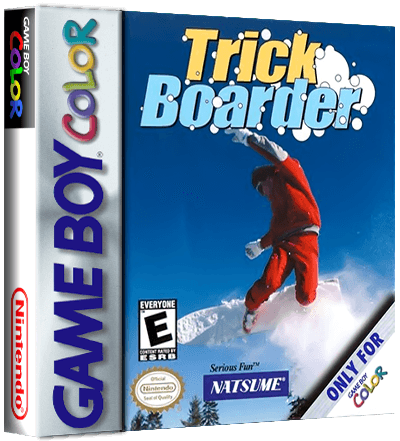 GAME BOY
COLOR
Nintendo
GAME BOY COLOR
Trick
Boarder
EVERYONE
E
CONTENT RATED BY
ESRB
Official
Nintendo
Seal of Quality
Serious Fun™
NATSUME®
ONLY FOR
GAME BOY
COLOR